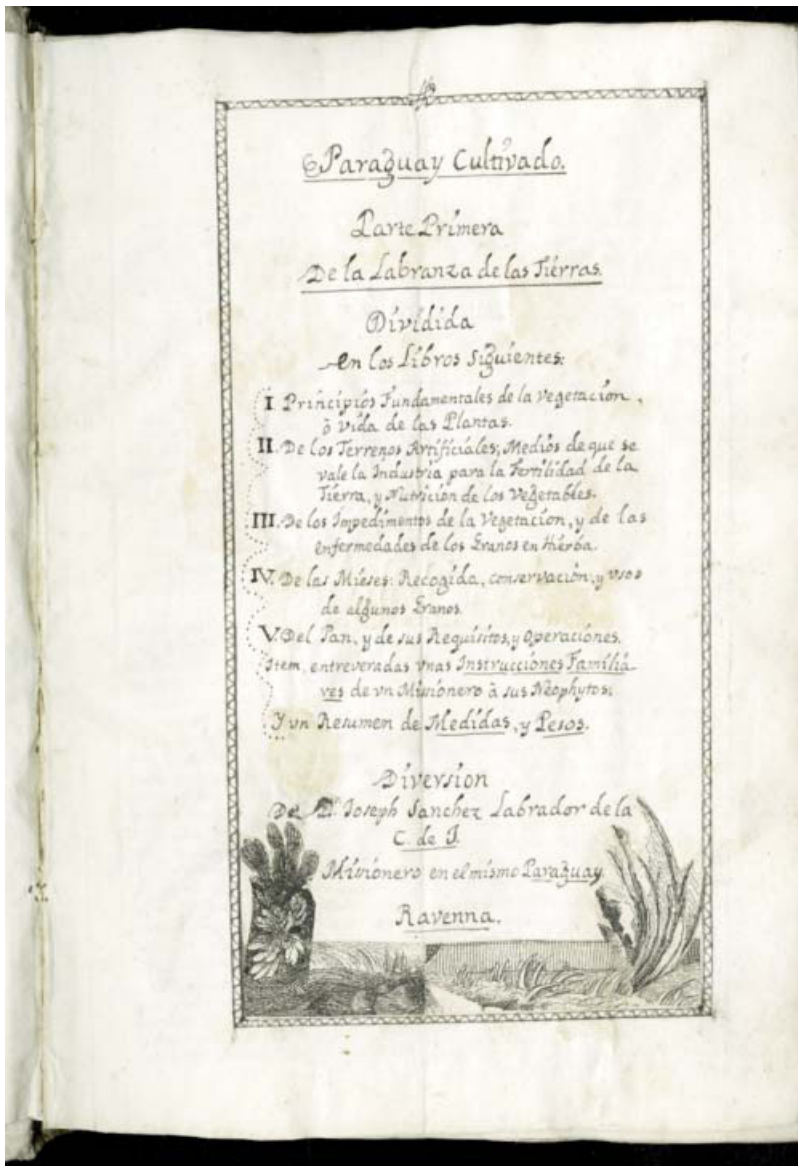 Paraguay Cultivado.
Parte Primera
De la Labranza de las Tierras.
Dividida
en los Libros siguientes:
I. Principios Fundamentales de la Vegetacion,
ò vida de las Plantas.
II. De los Terrenos Artificiales; Medios de que se
vale la Industria para la Fertilidad de la
Tierra, y Nutricion de los Vegetables.
III. De los Impedimentos de la Vegetacion, y de las
enfermedades de los Granos en Hierba.
IV. De las Mieses: Recogida, conservacion, y usos
de algunos Granos.
V. Del Pan, y de sus Requisitos, y Operaciones.
Item, entreveradas vnas Instrucciones Familia-
res de vn Misionero à sus Neophytos;
Y vn Resumen de Medidas, y Pesos.
Diversion
Del Pe. Joseph Sanchez Labrador de la
C. de J.
Misionero en el mismo Paraguay.
Ravenna.